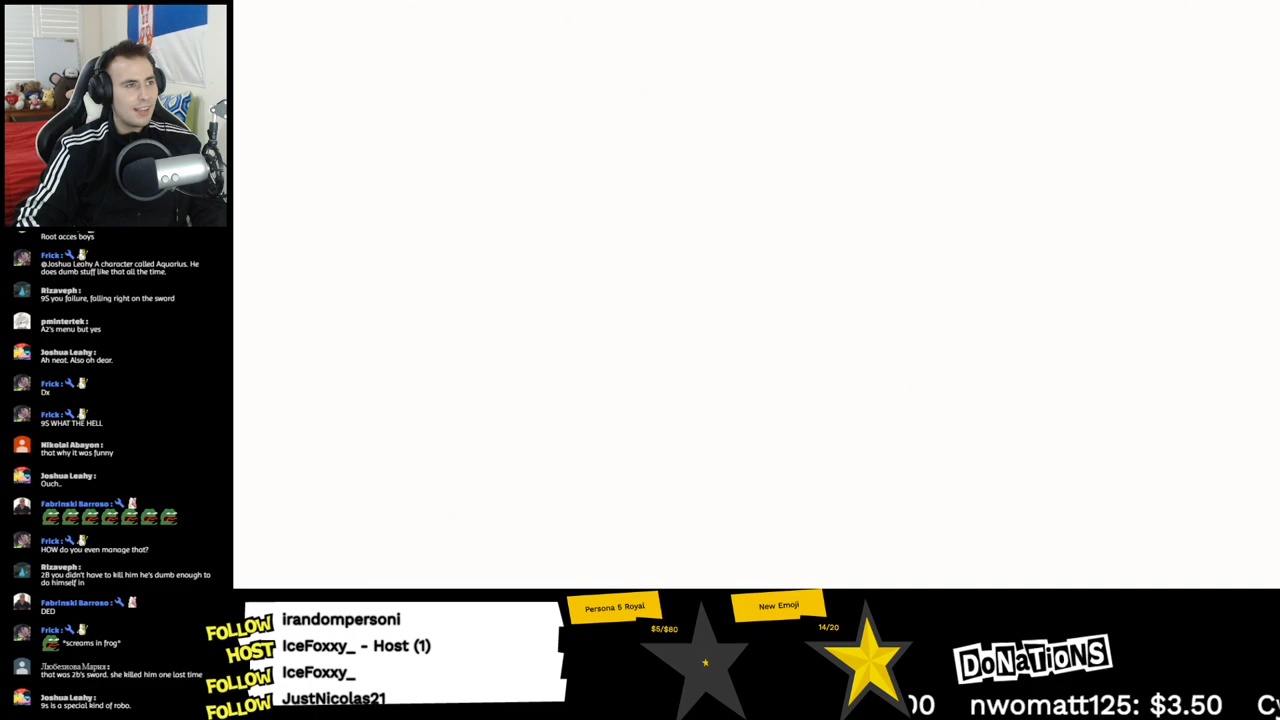 Root acces boys
Frick :
@Joshua Leahy A character called Aquarius. He
does dumb stuff like that all the time.
Rizaveph :
9S you failure, falling right on the sword
pmintertek :
A2's menu but yes
Joshua Leahy :
Ah neat. Also oh dear.
Frick :
Dx
Frick :
9S WHAT THE HELL
Nikolai Abayon :
that why it was funny
Joshua Leahy :
Ouch..
Fabrinski Barroso :
Frick :
HOW do you even manage that?
Rizaveph :
2B you didn't have to kill him he's dumb enough to
do himself in
Fabrinski Barroso :
DED
Frick :
*screams in frog*
Любезнова Мария :
that was 2b's sword. she killed him one last time
Joshua Leahy :
9s is a special kind of robo.
FOLLOW irandompersoni
HOST IceFoxxy_ - Host (1)
FOLLOW IceFoxxy_
FOLLOW JustNicolas21
Persona 5 Royal
$5/$80
New Emoji
14/20
DONATIONS
00 nwomatt125: $3.50